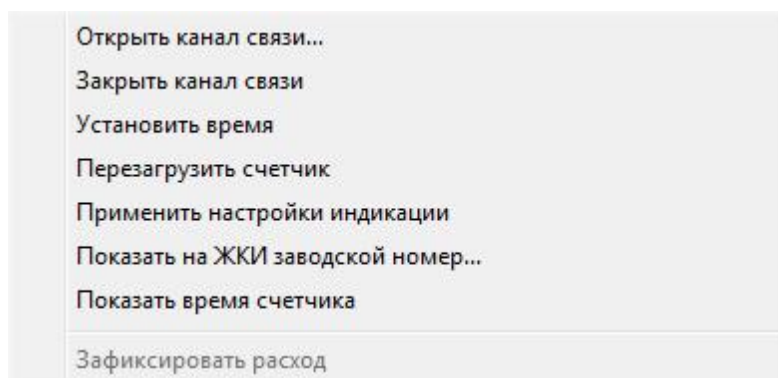 Открыть канал связи...
Закрыть канал связи
Установить время
Перезагрузить счетчик
Применить настройки индикации
Показать на ЖКИ заводской номер...
Показать время счетчика
Зафиксировать расход